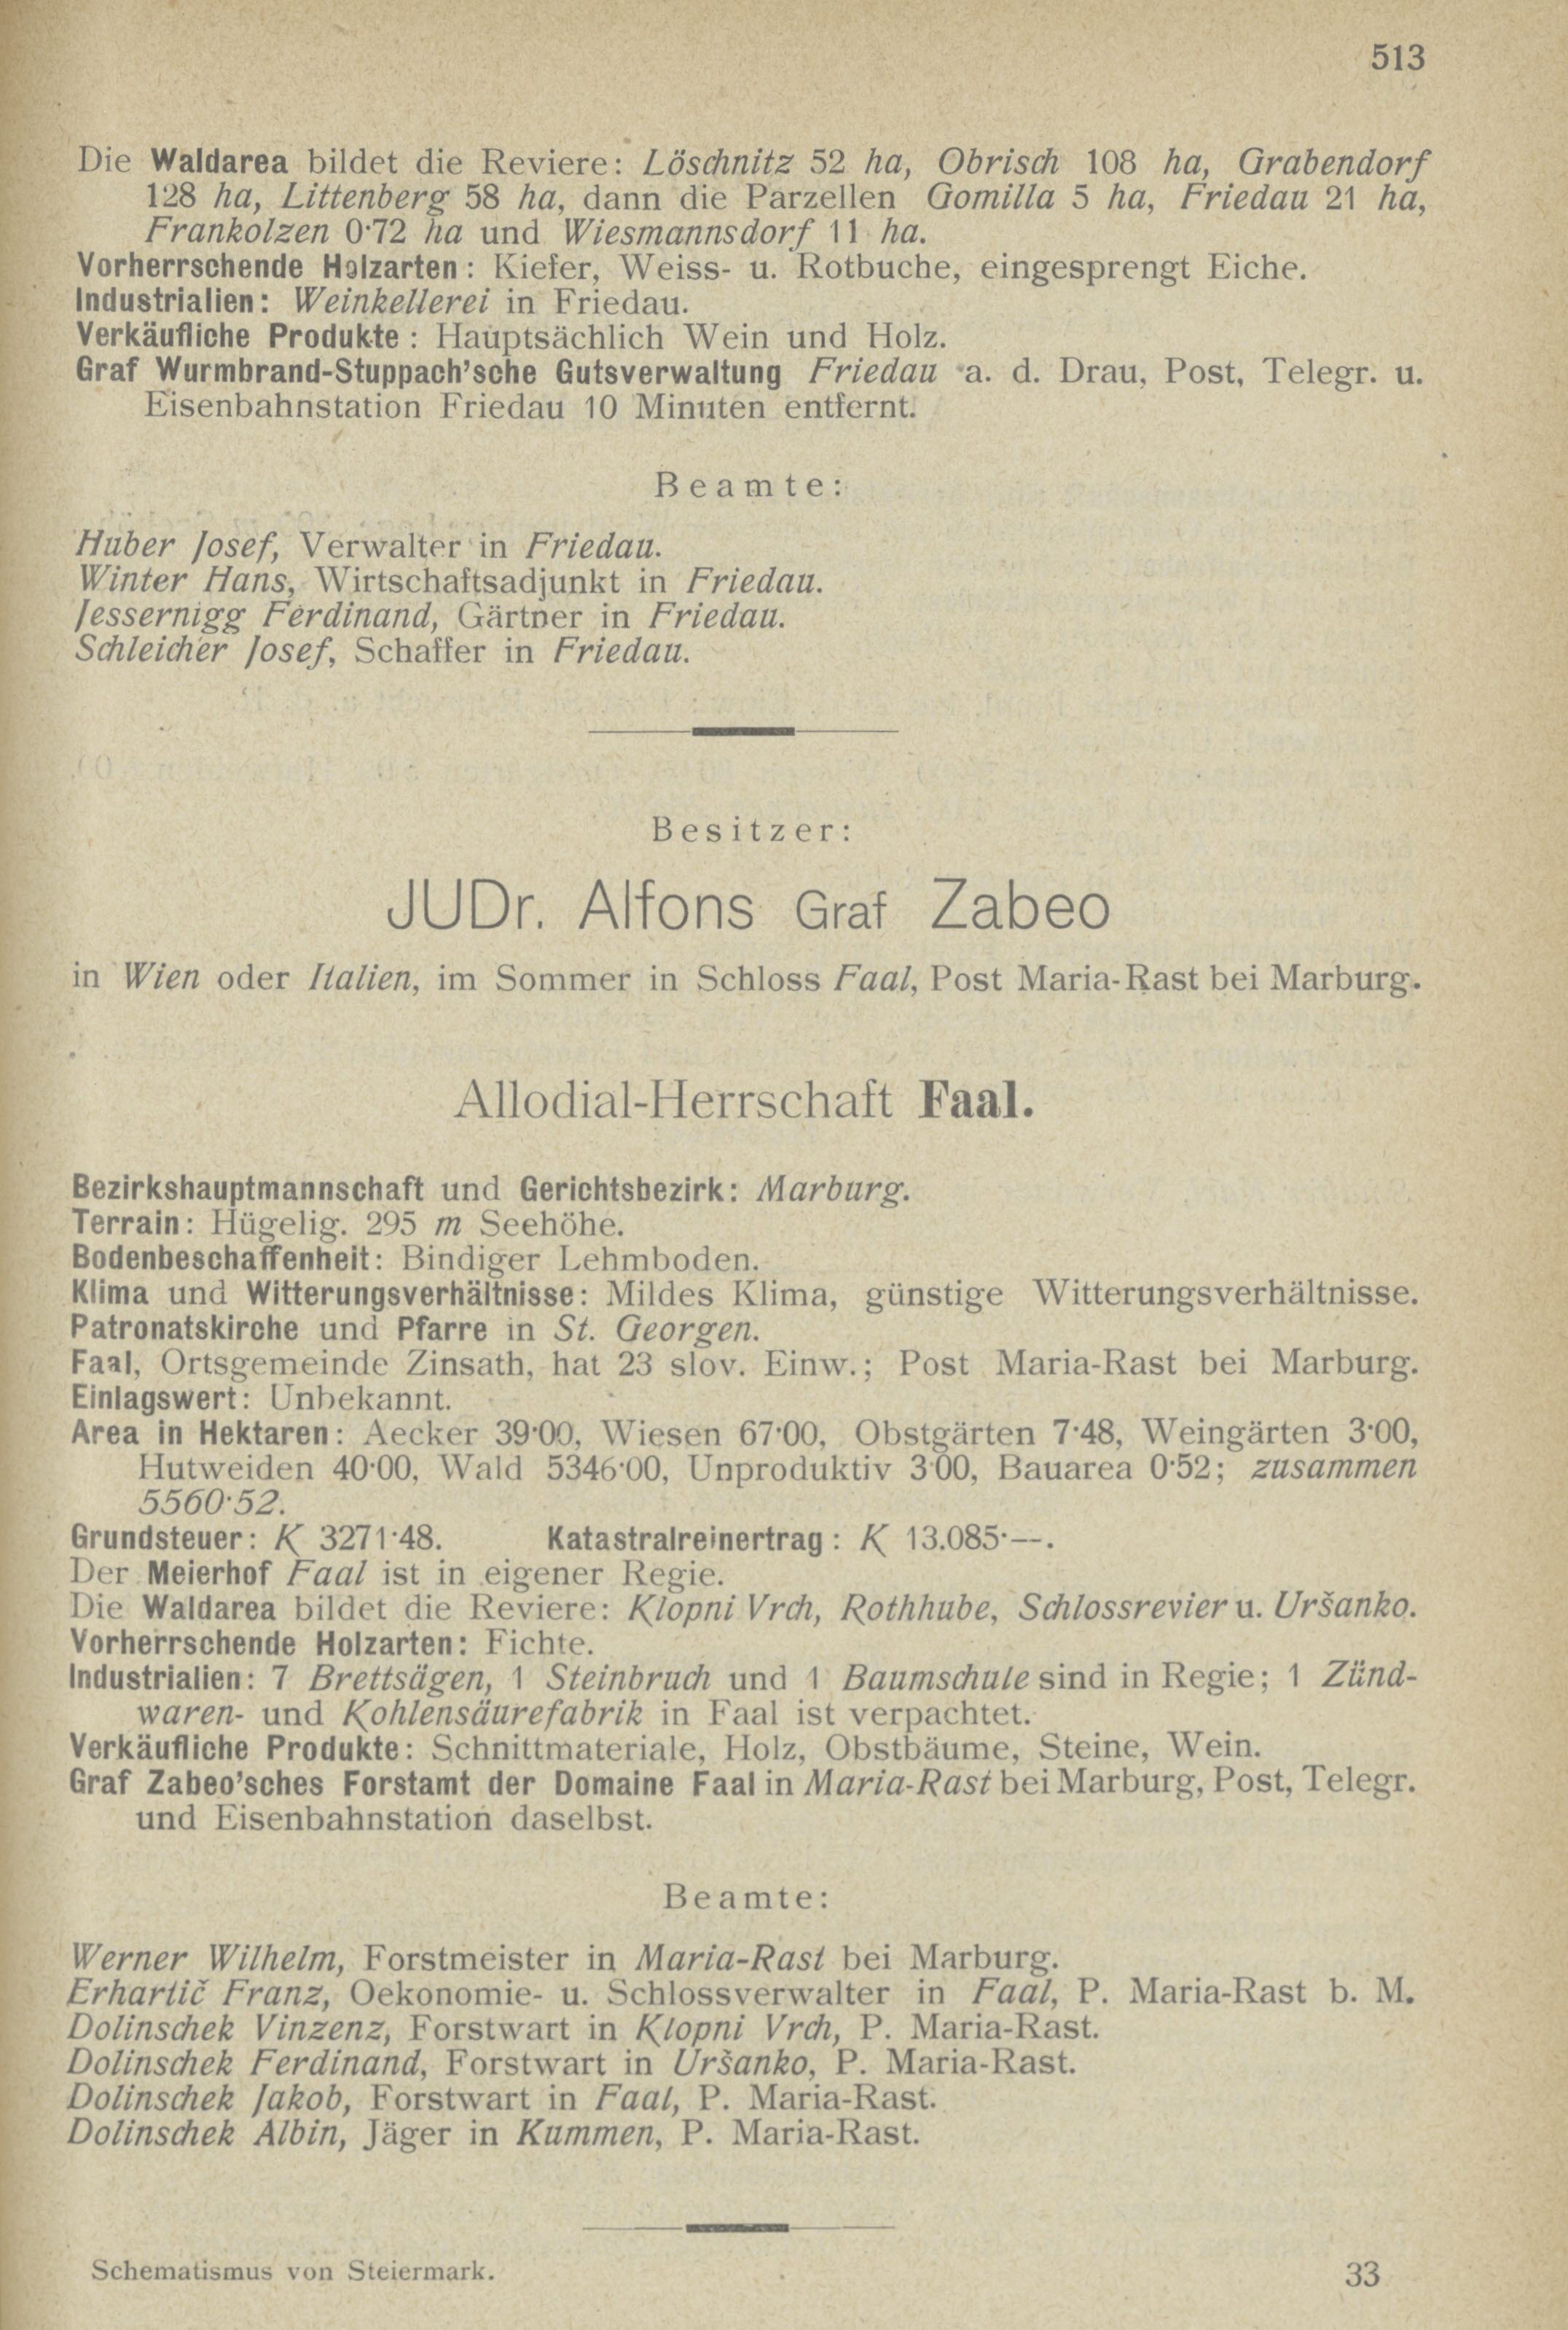 513
Die Waldarea bildet die Reviere: Löschnitz 52 ha, Obrisch 108 ha, Grabendorf
128 ha, Littenberg 58 ha, dann die Parzellen Gomilla 5 ha, Friedau 21 ha,
Frankolzen 0·72 ha und Wiesmannsdorf 11 ha.
Vorherrschende Holzarten: Kiefer, Weiss- u. Rotbuche, eingesprengt Eiche.
Industrialien: Weinkellerei in Friedau.
Verkäufliche Produkte: Hauptsächlich Wein und Holz.
Graf Wurmbrand-Stuppach'sche Gutsverwaltung Friedau a. d. Drau, Post, Telegr. u.
Eisenbahnstation Friedau 10 Minuten entfernt.
Beamte:
Huber Josef, Verwalter in Friedau.
Winter Hans, Wirtschaftsadjunkt in Friedau.
Jessernigg Ferdinand, Gärtner in Friedau.
Schleicher Josef, Schaffer in Friedau.
Besitzer:
JUDr. Alfons Graf Zabeo
in Wien oder Italien, im Sommer in Schloss Faal, Post Maria-Rast bei Marburg.
Allodial-Herrschaft Faal.
Bezirkshauptmannschaft und Gerichtsbezirk: Marburg.
Terrain: Hügelig. 295 m Seehöhe.
Bodenbeschaffenheit: Bindiger Lehmboden.
Klima und Witterungsverhältnisse: Mildes Klima, günstige Witterungsverhältnisse.
Patronatskirche und Pfarre in St. Georgen.
Faal, Ortsgemeinde Zinsath, hat 23 slov. Einw.; Post Maria-Rast bei Marburg.
Einlagswert: Unbekannt.
Area in Hektaren: Aecker 39·00, Wiesen 67·00, Obstgärten 7·48, Weingärten 3·00,
Hutweiden 40·00, Wald 5346·00, Unproduktiv 3·00, Bauarea 0·52; zusammen
5560·52.
Grundsteuer: K 3271·48. Katastralreinertrag: K 13.085·—.
Der Meierhof Faal ist in eigener Regie.
Die Waldarea bildet die Reviere: Klopni Vrch, Rothhube, Schlossrevier u. Uršanko.
Vorherrschende Holzarten: Fichte.
Industrialien: 7 Brettsägen, 1 Steinbruch und 1 Baumschule sind in Regie; 1 Zünd-
waren- und Kohlensäurefabrik in Faal ist verpachtet.
Verkäufliche Produkte: Schnittmateriale, Holz, Obstbäume, Steine, Wein.
Graf Zabeo'sches Forstamt der Domaine Faal in Maria-Rast bei Marburg, Post, Telegr.
und Eisenbahnstation daselbst.
Beamte:
Werner Wilhelm, Forstmeister in Maria-Rast bei Marburg.
Erhartič Franz, Oekonomie- u. Schlossverwalter in Faal, P. Maria-Rast b. M.
Dolinschek Vinzenz, Forstwart in Klopni Vrch, P. Maria-Rast.
Dolinschek Ferdinand, Forstwart in Uršanko, P. Maria-Rast.
Dolinschek Jakob, Forstwart in Faal, P. Maria-Rast.
Dolinschek Albin, Jäger in Kummen, P. Maria-Rast.
Schematismus von Steiermark. 33